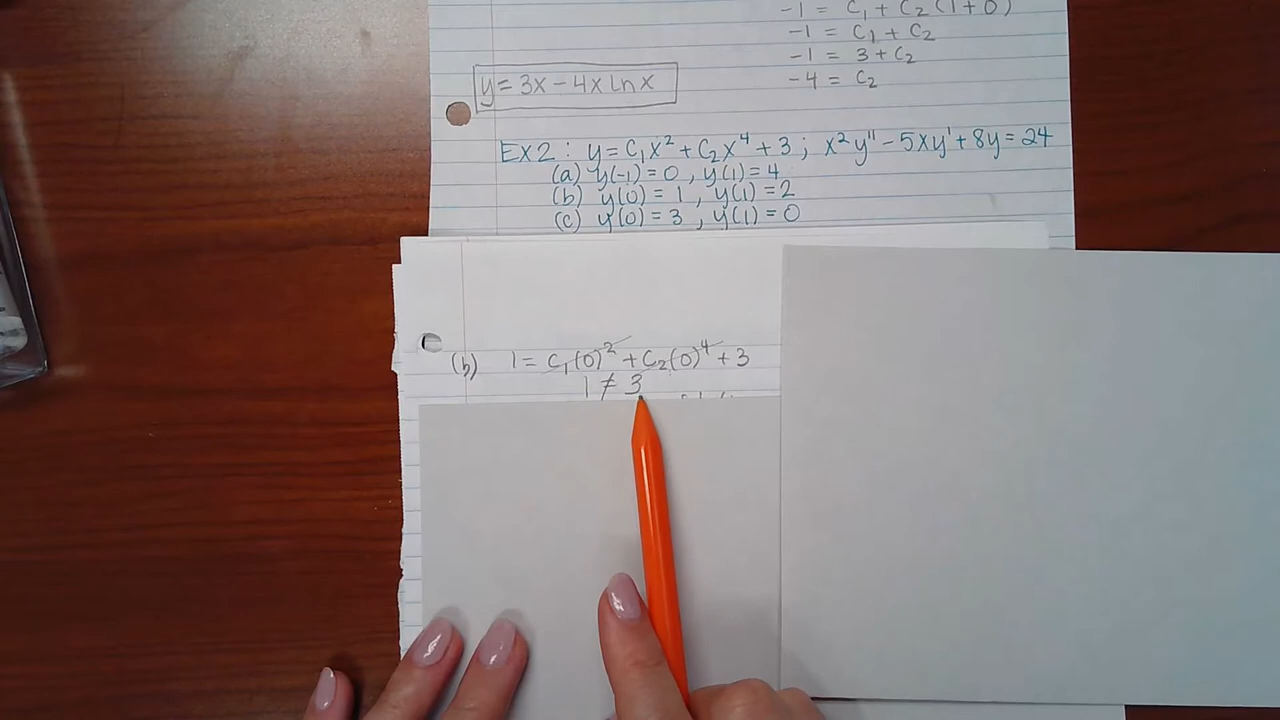 -1 = C₁ + C₂ (1+0)
-1 = C₁ + C₂
-1 = 3 + C₂
-4 = C₂
y = 3x - 4x ln x
EX 2 : y = C₁x² + C₂x⁴ + 3 ; x²y'' - 5xy' + 8y = 24
(a) y(-1) = 0 , y(1) = 4
(b) y(0) = 1 , y(1) = 2
(c) y(0) = 3 , y(1) = 0
(b) 1 = C₁(0)² + C₂(0)⁴ + 3
1 ≠ 3